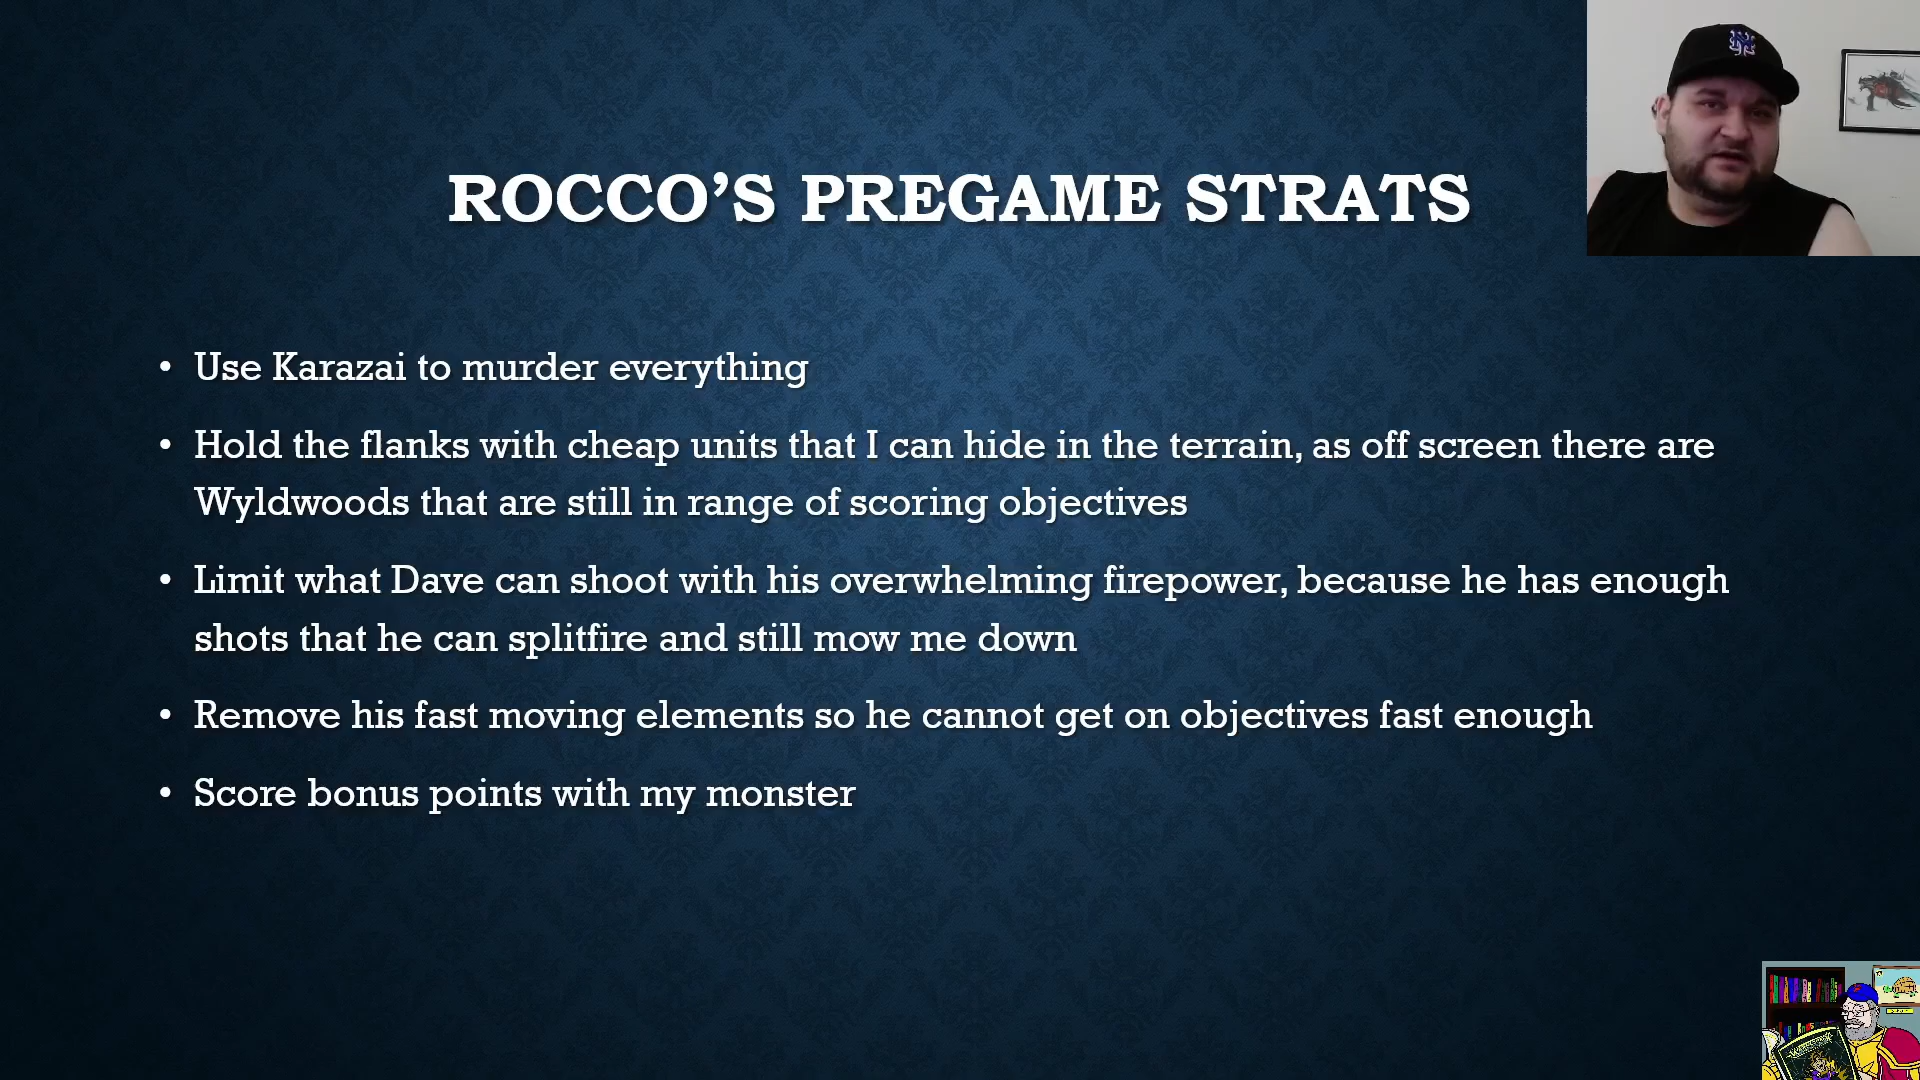 ROCCO'S PREGAME STRATS
• Use Karazai to murder everything
• Hold the flanks with cheap units that I can hide in the terrain, as off screen there are
Wyldwoods that are still in range of scoring objectives
• Limit what Dave can shoot with his overwhelming firepower, because he has enough
shots that he can splitfire and still mow me down
• Remove his fast moving elements so he cannot get on objectives fast enough
• Score bonus points with my monster